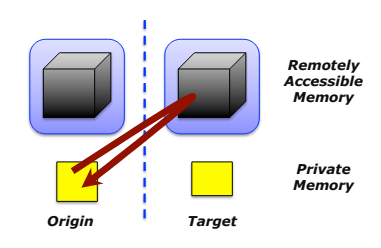 Remotely
Accessible
Memory
Private
Memory
Origin
Target